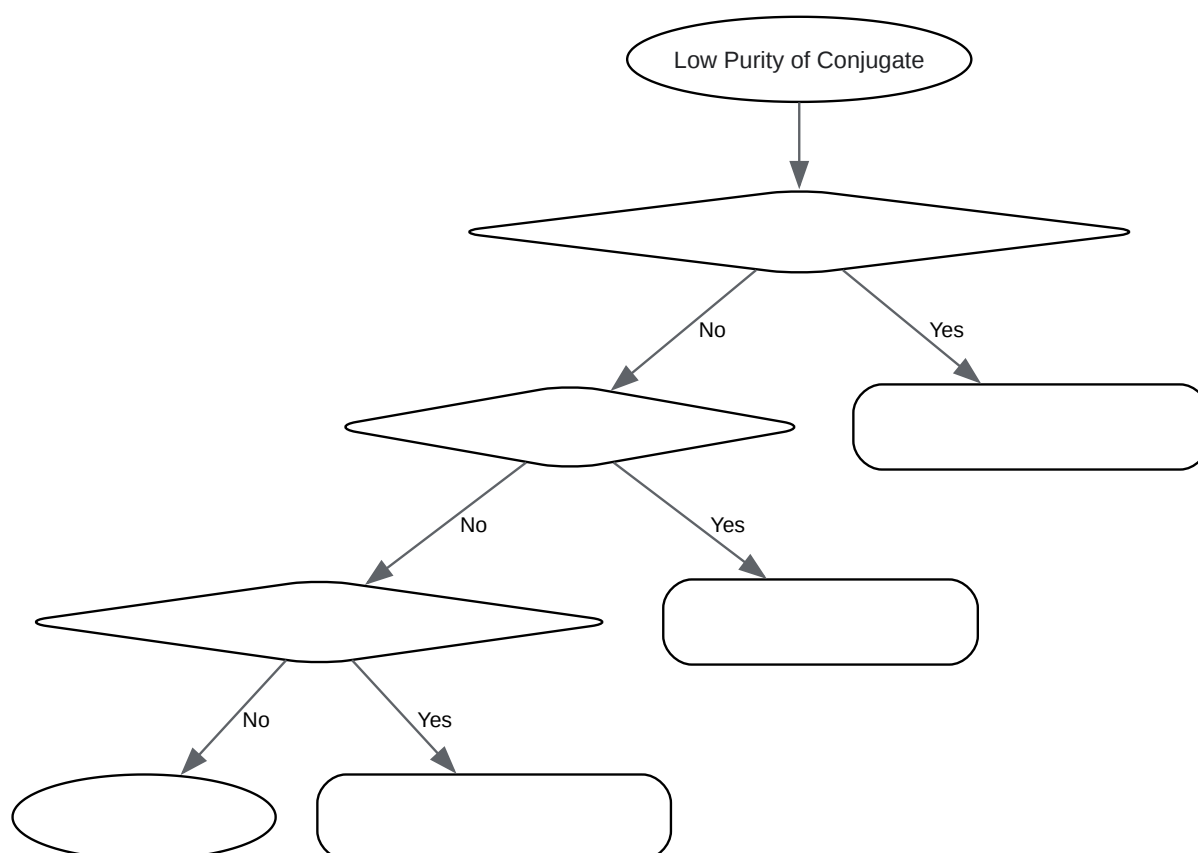 Low Purity of Conjugate
No
Yes
No
Yes
No
Yes